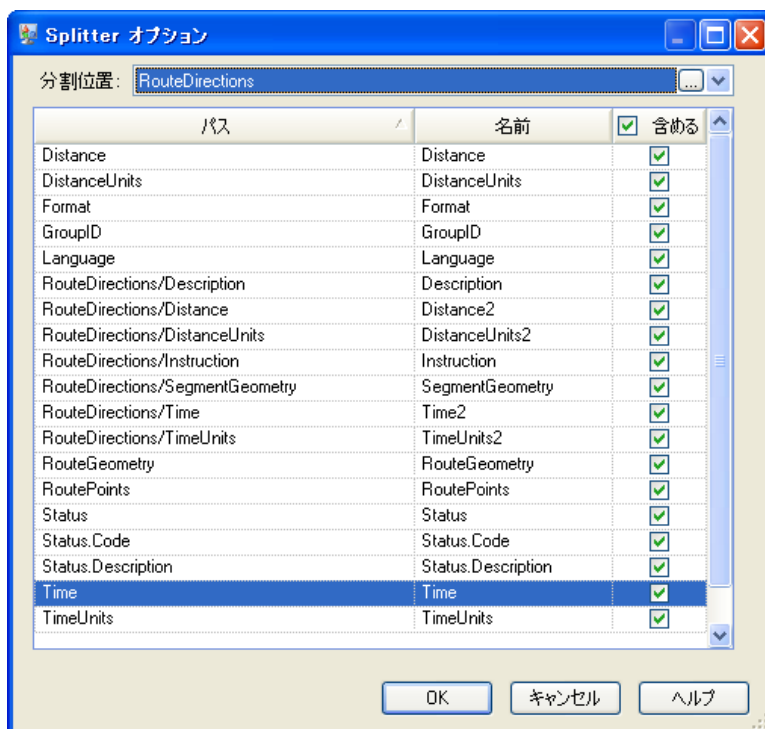 Splitter オプション
分割位置: RouteDirections ...
パス 名前 含める
Distance Distance
DistanceUnits DistanceUnits
Format Format
GroupID GroupID
Language Language
RouteDirections/Description Description
RouteDirections/Distance Distance2
RouteDirections/DistanceUnits DistanceUnits2
RouteDirections/Instruction Instruction
RouteDirections/SegmentGeometry SegmentGeometry
RouteDirections/Time Time2
RouteDirections/TimeUnits TimeUnits2
RouteGeometry RouteGeometry
RoutePoints RoutePoints
Status Status
Status.Code Status.Code
Status.Description Status.Description
Time Time
TimeUnits TimeUnits
OK キャンセル ヘルプ